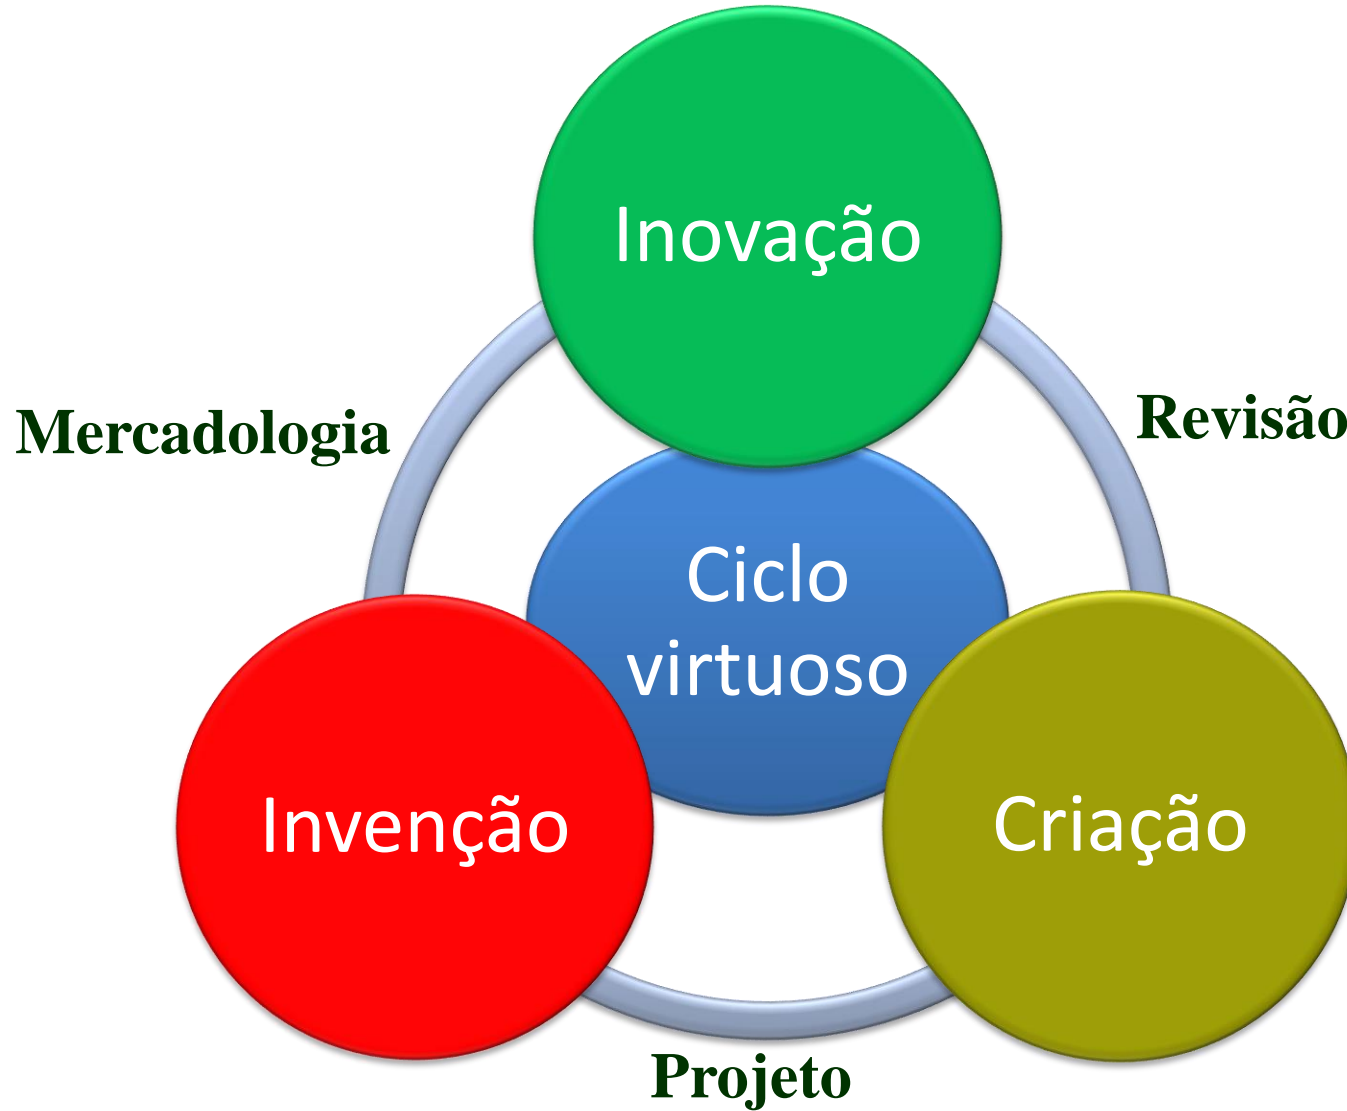 Inovação
Mercadologia
Revisão
Ciclo
virtuoso
Invenção
Criação
Projeto